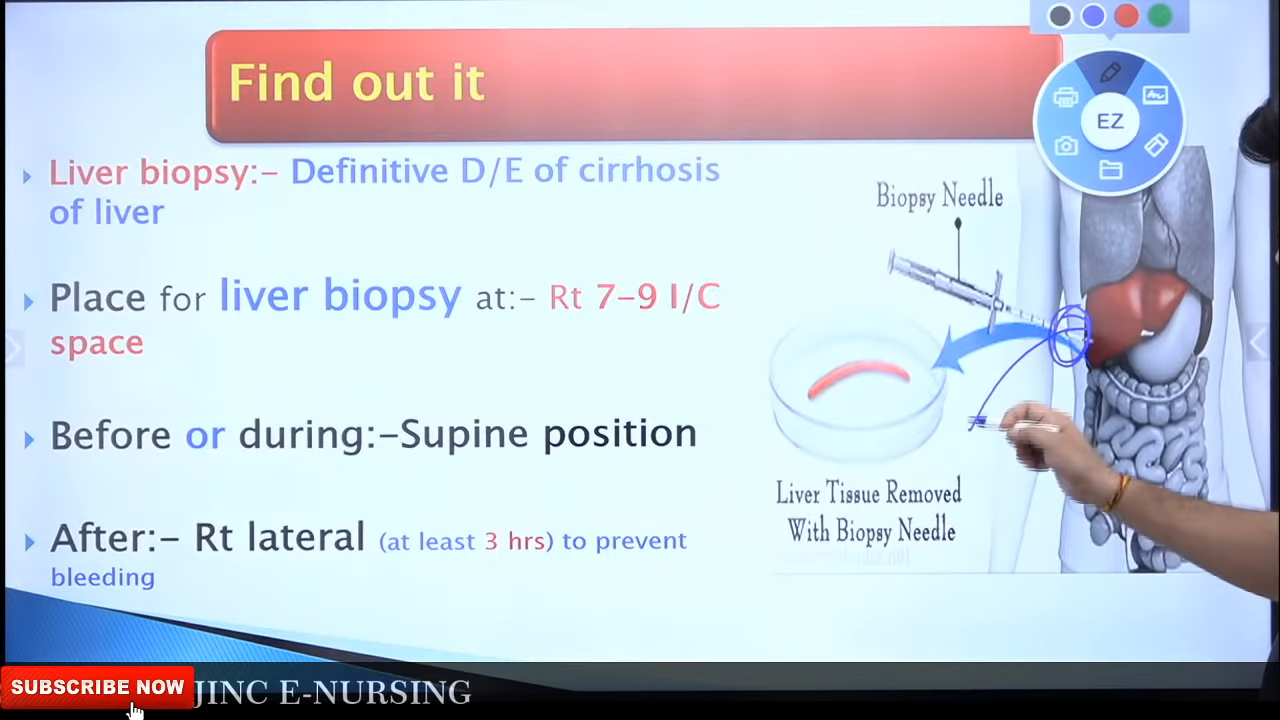 Find out it
EZ
Liver biopsy:- Definitive D/E of cirrhosis
of liver
Biopsy Needle
Place for liver biopsy at:- Rt 7-9 I/C
space
Before or during:-Supine position
Liver Tissue Removed
With Biopsy Needle
After:- Rt lateral (at least 3 hrs) to prevent
bleeding
SUBSCRIBE NOW
JINC E-NURSING